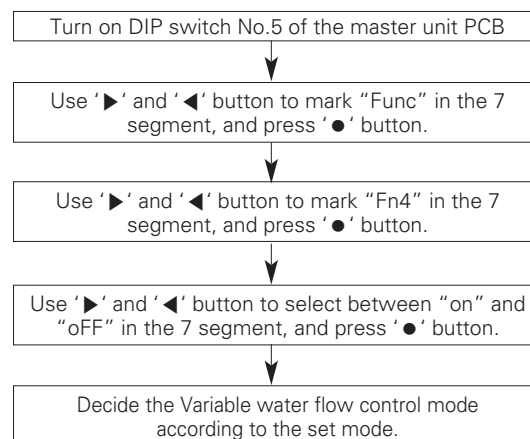 Turn on DIP switch No.5 of the master unit PCB
Use ‘▶‘ and ‘◀‘ button to mark “Func” in the 7
segment, and press ‘●‘ button.
Use ‘▶‘ and ‘◀‘ button to mark “Fn4” in the 7
segment, and press ‘●‘ button.
Use ‘▶‘ and ‘◀‘ button to select between “on” and
“oFF” in the 7 segment, and press ‘●‘ button.
Decide the Variable water flow control mode
according to the set mode.